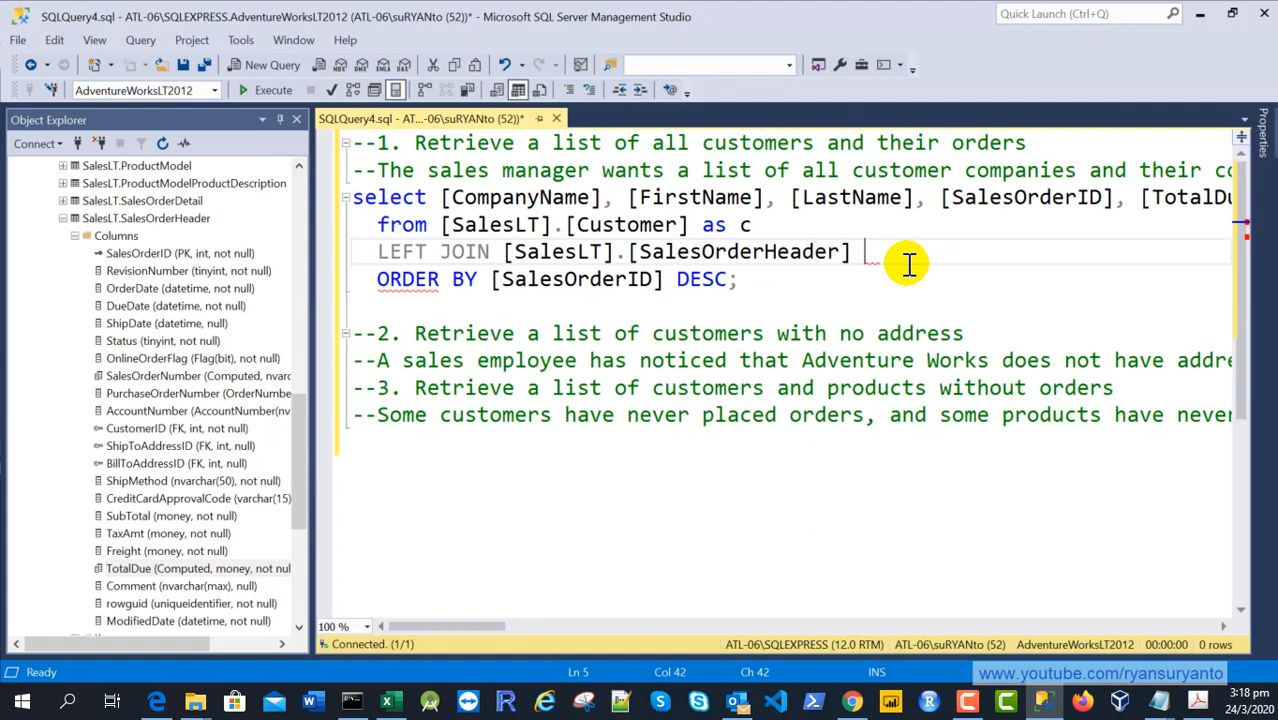 SQLQuery4.sql - ATL-06\SQLEXPRESS.AdventureWorksLT2012 (ATL-06\suRYANto (52))* - Microsoft SQL Server Management Studio
Quick Launch (Ctrl+Q)
File Edit View Query Project Tools Window Help
New Query
AdventureWorksLT2012 Execute
Object Explorer
SQLQuery4.sql - ATL-06\suRYANto (52))*
Connect
SalesLT.ProductModel
SalesLT.ProductModelProductDescription
SalesLT.SalesOrderDetail
SalesLT.SalesOrderHeader
Columns
SalesOrderID (PK, int, not null)
RevisionNumber (tinyint, not null)
OrderDate (datetime, not null)
DueDate (datetime, not null)
ShipDate (datetime, null)
Status (tinyint, not null)
OnlineOrderFlag (Flag(bit), not null)
SalesOrderNumber (Computed, nvarc
PurchaseOrderNumber (OrderNumbe
AccountNumber (AccountNumber(nv
CustomerID (FK, int, not null)
ShipToAddressID (FK, int, null)
BillToAddressID (FK, int, null)
ShipMethod (nvarchar(50), not null)
CreditCardApprovalCode (varchar(15)
SubTotal (money, not null)
TaxAmt (money, not null)
Freight (money, not null)
TotalDue (Computed, money, not nul
Comment (nvarchar(max), null)
rowguid (uniqueidentifier, not null)
ModifiedDate (datetime, not null)
--1. Retrieve a list of all customers and their orders
--The sales manager wants a list of all customer companies and their co
select [CompanyName], [FirstName], [LastName], [SalesOrderID], [TotalDu
from [SalesLT].[Customer] as c
LEFT JOIN [SalesLT].[SalesOrderHeader]
ORDER BY [SalesOrderID] DESC;
--2. Retrieve a list of customers with no address
--A sales employee has noticed that Adventure Works does not have addre
--3. Retrieve a list of customers and products without orders
--Some customers have never placed orders, and some products have never
Properties
100 %
Connected. (1/1)
ATL-06\SQLEXPRESS (12.0 RTM) ATL-06\suRYANto (52) AdventureWorksLT2012 00:00:00 0 rows
Ready Ln 5 Col 42 Ch 42 INS
www.youtube.com/ryansuryanto
3:18 pm
24/3/2020